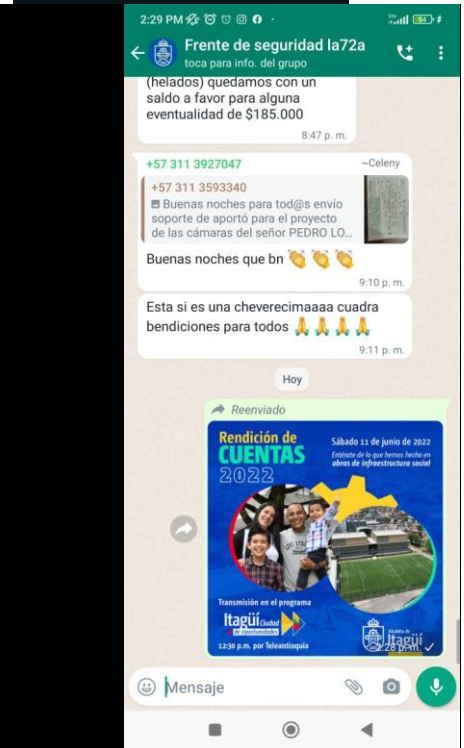 2:29 PM
Frente de seguridad la72a
toca para info. del grupo
(helados) quedamos con un
saldo a favor para alguna
eventualidad de $185.000
8:47 p. m.
+57 311 3927047 ~Celeny
+57 311 3593340
Buenas noches para tod@s envío
soporte de aportó para el proyecto
de las cámaras del señor PEDRO LO...
Buenas noches que bn
9:10 p. m.
Esta si es una cheverecimaaaa cuadra
bendiciones para todos
9:11 p. m.
Hoy
Reenviado
Rendición de
CUENTAS
2022
Sábado 11 de junio de 2022
Entérate de lo que hemos hecho en
obras de infraestructura social
Transmisión en el programa
Itagüí Ciudad
de Oportunidades
12:30 p.m. por Teleantioquia
Alcaldía de
Itagüí
2:28 p. m.
Mensaje